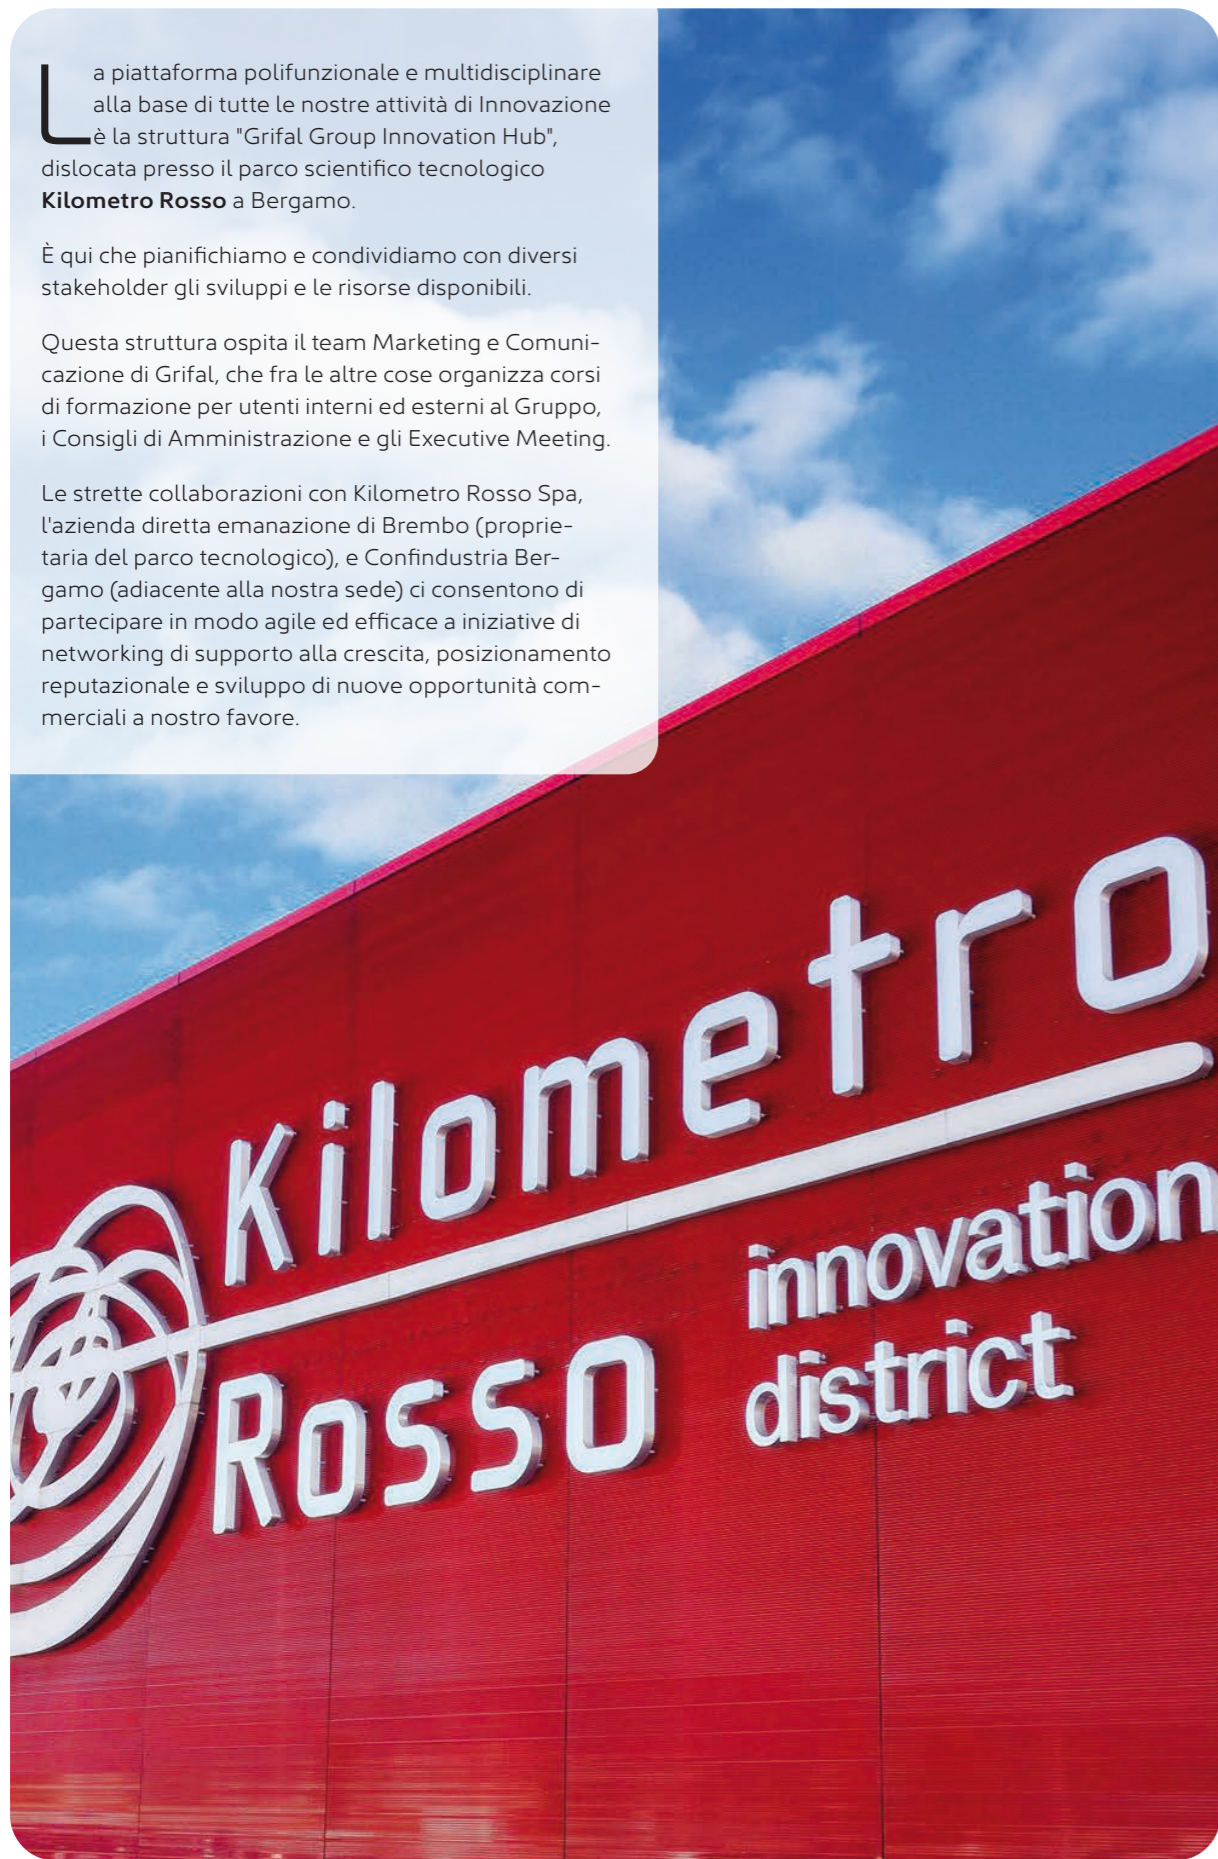 La piattaforma polifunzionale e multidisciplinare
alla base di tutte le nostre attività di Innovazione
è la struttura "Grifal Group Innovation Hub",
dislocata presso il parco scientifico tecnologico
Kilometro Rosso a Bergamo.
È qui che pianifichiamo e condividiamo con diversi
stakeholder gli sviluppi e le risorse disponibili.
Questa struttura ospita il team Marketing e Comuni-
cazione di Grifal, che fra le altre cose organizza corsi
di formazione per utenti interni ed esterni al Gruppo,
i Consigli di Amministrazione e gli Executive Meeting.
Le strette collaborazioni con Kilometro Rosso Spa,
l'azienda diretta emanazione di Brembo (proprie-
taria del parco tecnologico), e Confindustria Ber-
gamo (adiacente alla nostra sede) ci consentono di
partecipare in modo agile ed efficace a iniziative di
networking di supporto alla crescita, posizionamento
reputazionale e sviluppo di nuove opportunità com-
merciali a nostro favore.
Kilometro
Rosso
innovation
district